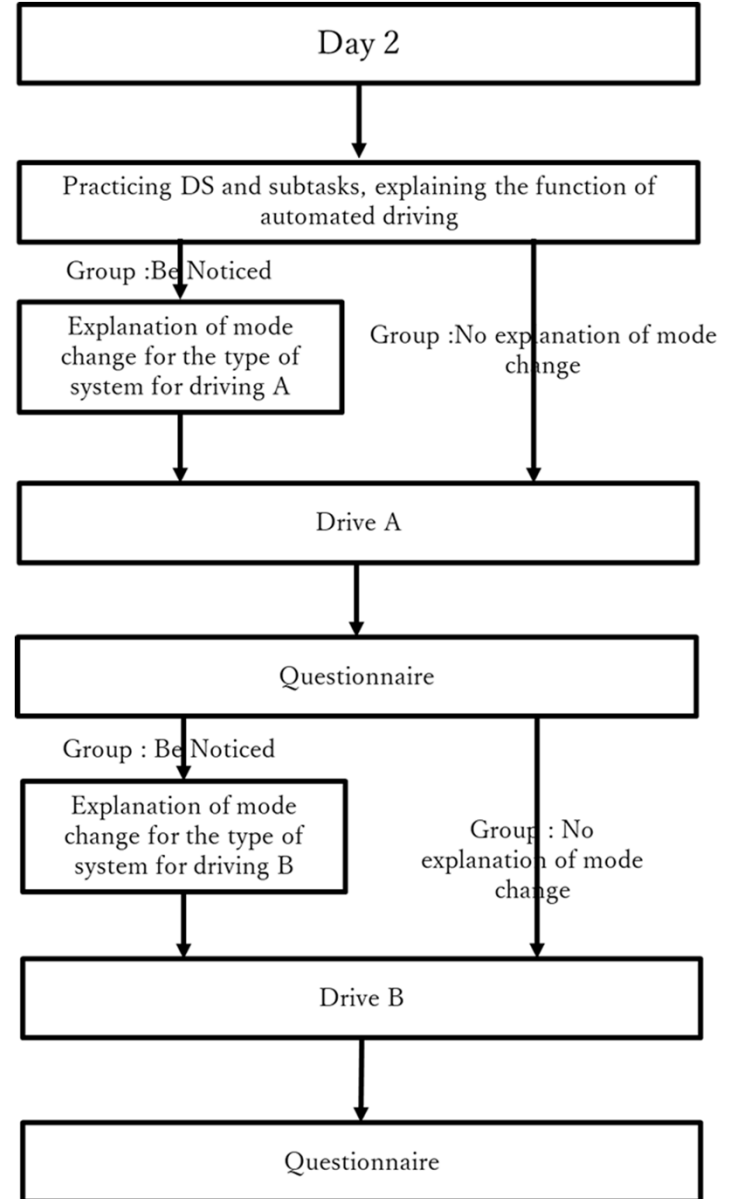 Day 2
Practicing DS and subtasks, explaining the function of
automated driving
Group :Be Noticed
Explanation of mode
change for the type of
system for driving A
Group :No explanation of mode
change
Drive A
Questionnaire
Group : Be Noticed
Explanation of mode
change for the type of
system for driving B
Group : No
explanation of mode
change
Drive B
Questionnaire